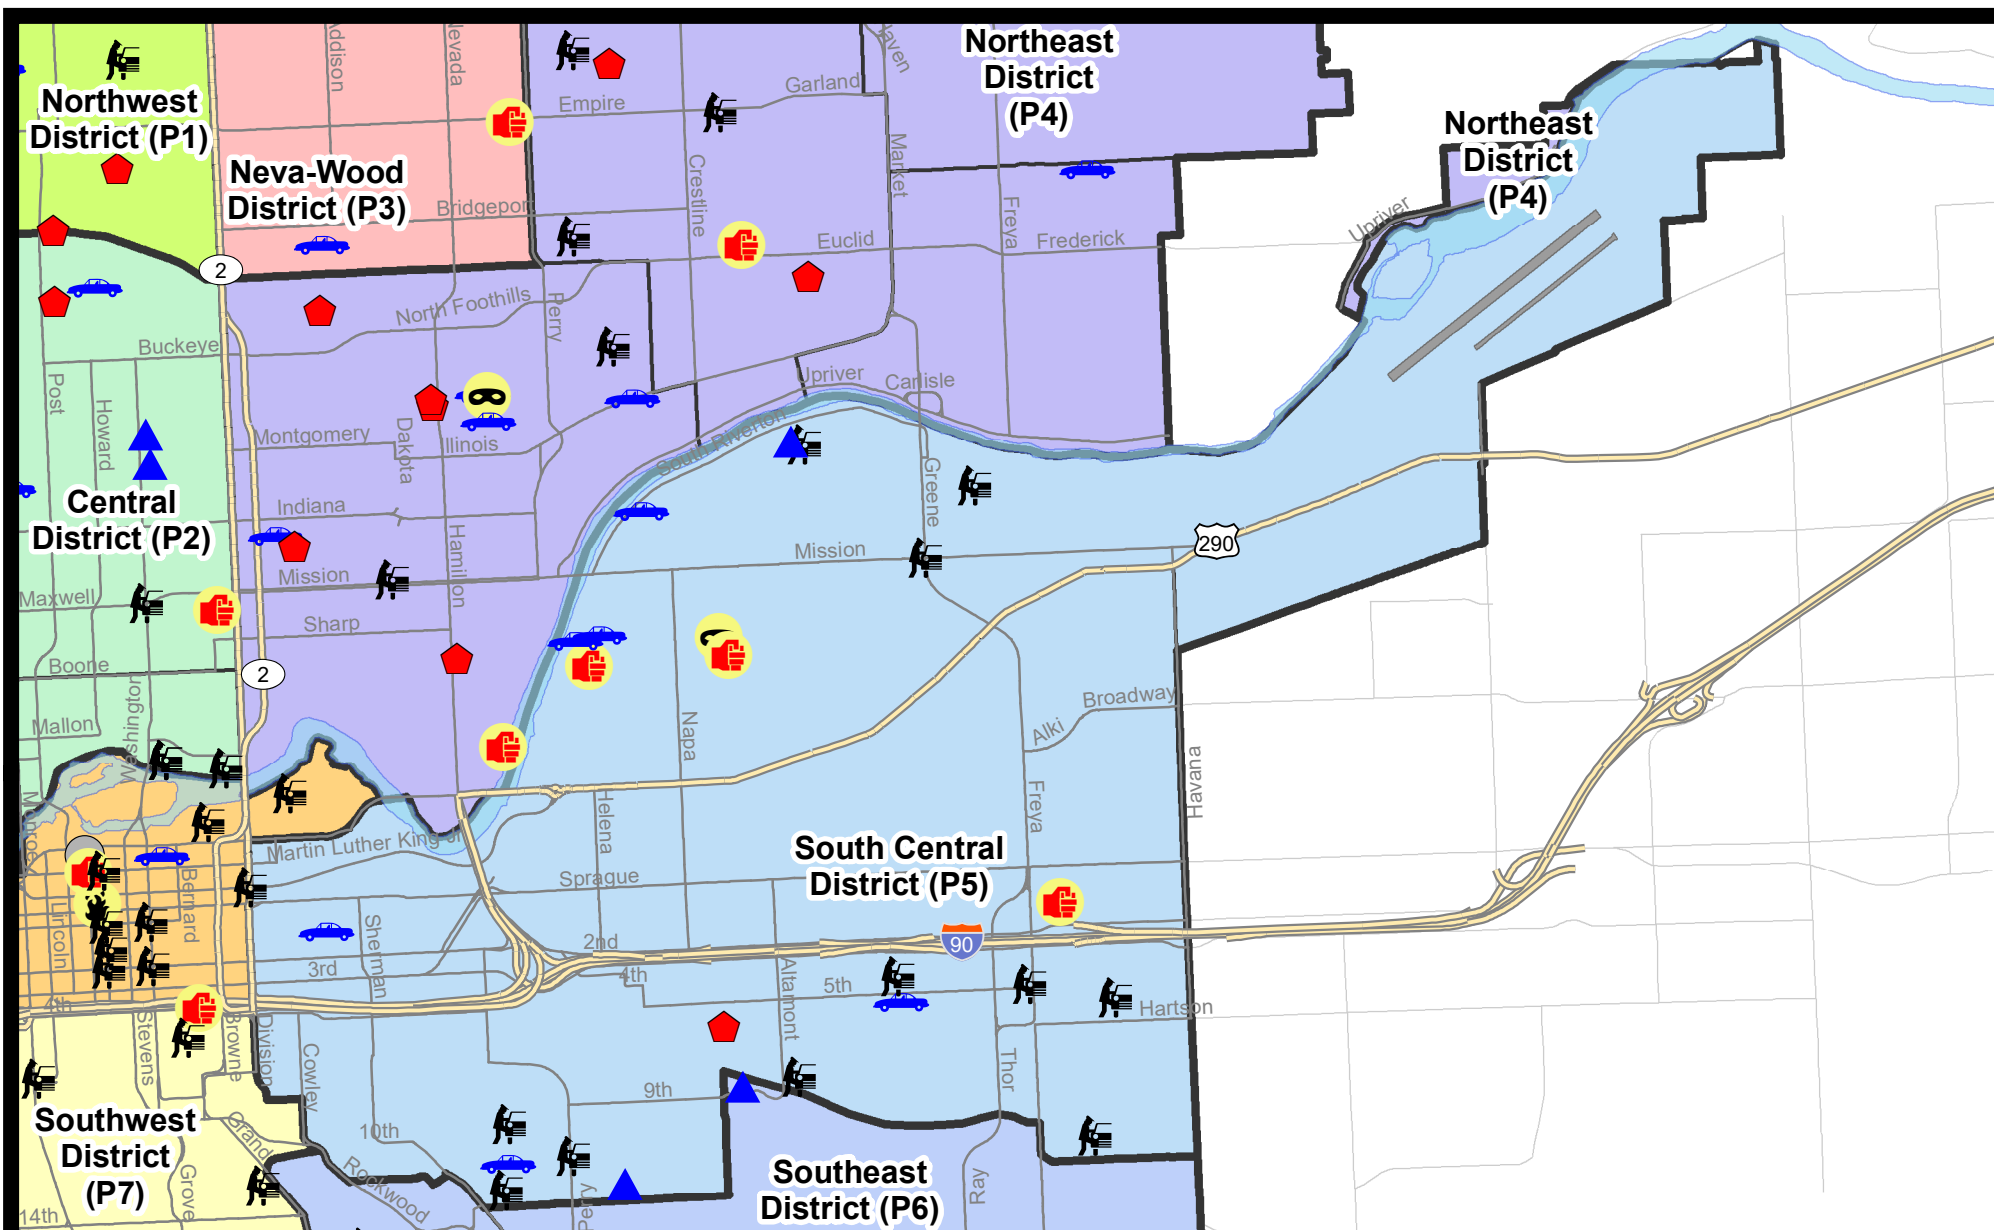 Northwest
District (P1)
Neva-Wood
District (P3)
Northeast
District
(P4)
Northeast
District
(P4)
Central
District (P2)
South Central
District (P5)
Southwest
District
(P7)
Southeast
District (P6)
Empire
Garland
Crestline
Market
Freya
Frederick
Euclid
Upriver
North Foothills
Perry
Buckeye
Post
Howard
Montgomery
Dakota
Illinois
Upriver
Carlisle
South Riverton
Greene
Indiana
Hamilton
Mission
Mission
Maxwell
Sharp
Boone
Mallon
Washington
Napa
Broadway
Alki
Havana
Freya
Helena
Martin Luther King Jr
Sprague
Bernard
Lincoln
Sherman
2nd
3rd
4th
4th
5th
Altamont
Hartson
Thor
Stevens
Browne
Division
Cowley
9th
10th
Grand
Rockwood
Grove
Perry
Ray
14th
2
2
290
90